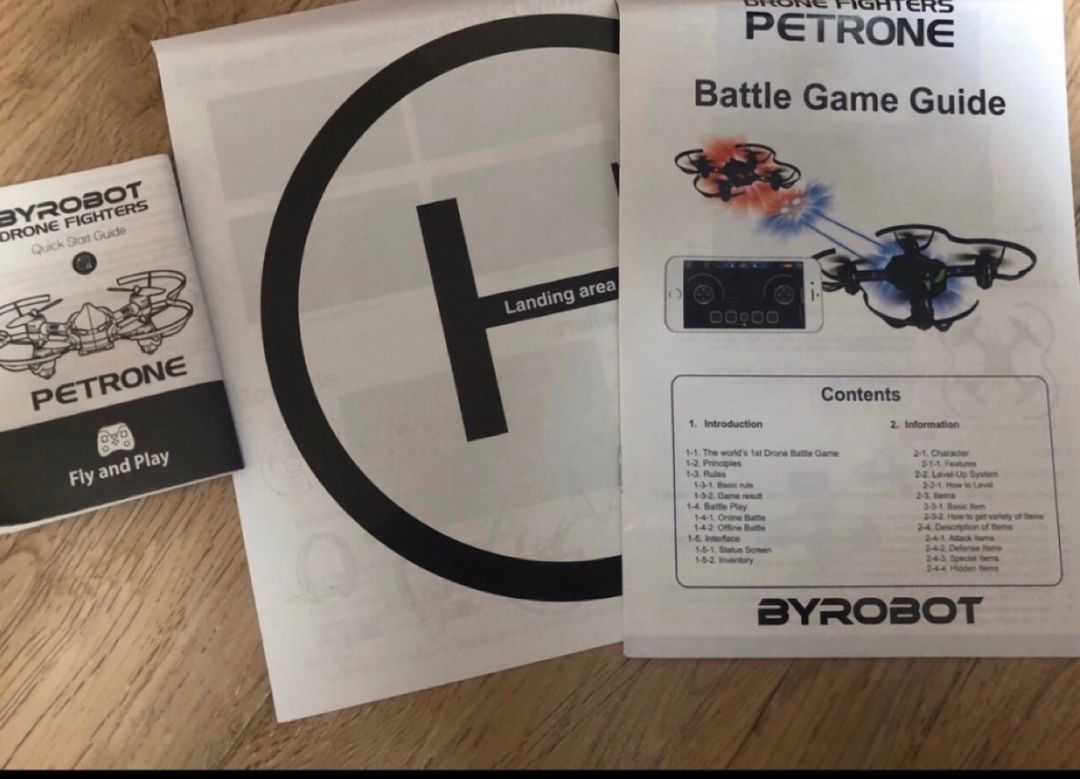 BYROBOT
DRONE FIGHTERS
Quick Start Guide
PETRONE
Fly and Play
Landing area
DRONE FIGHTERS
PETRONE
Battle Game Guide
Contents
1. Introduction
1-1. The world's 1st Drone Battle Game
1-2. Principles
1-3. Rules
1-3-1. Basic rule
1-3-2. Game result
1-4. Battle Play
1-4-1. Online Battle
1-4-2. Offline Battle
1-5. Interface
1-5-1. Status Screen
1-5-2. Inventory
2. Information
2-1. Character
2-1-1. Features
2-2. Level-Up System
2-2-1. How to Level
2-3. Items
2-3-1. Basic Item
2-3-2. How to get variety of items
2-4. Description of Items
2-4-1. Attack Items
2-4-2. Defense Items
2-4-3. Special Items
2-4-4. Hidden Items
BYROBOT